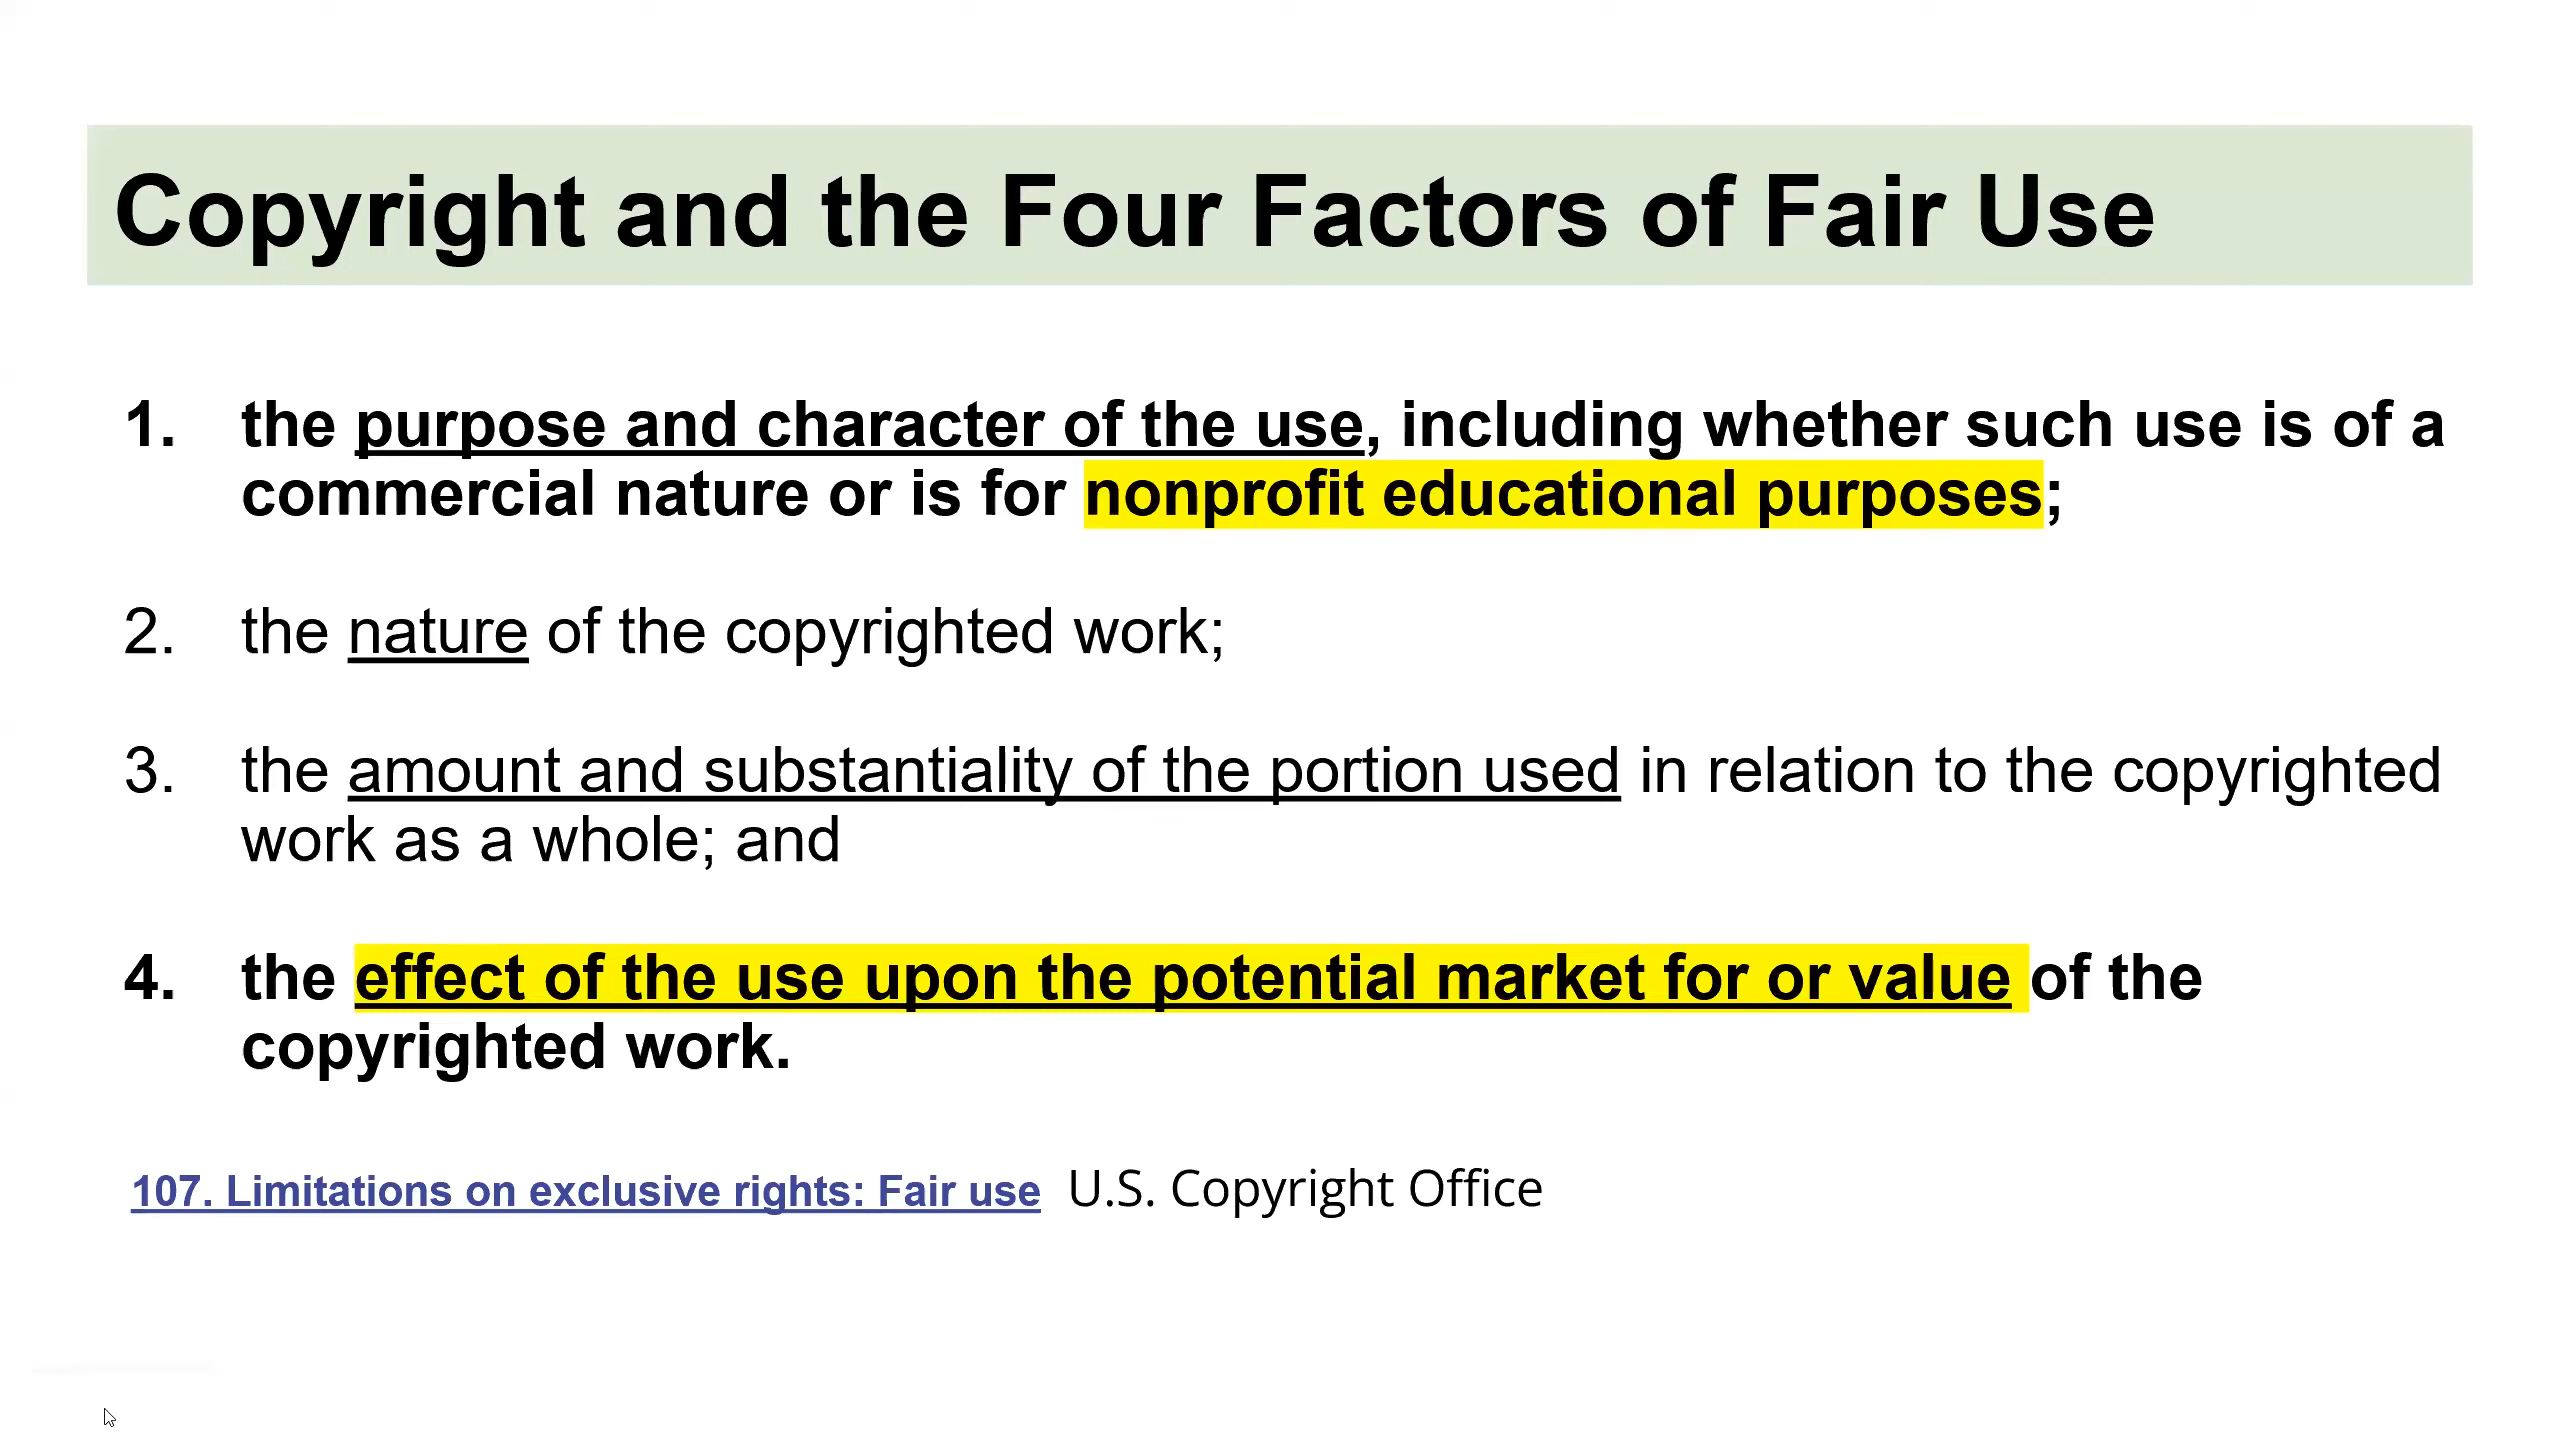 Copyright and the Four Factors of Fair Use
1. the purpose and character of the use, including whether such use is of a
commercial nature or is for nonprofit educational purposes;
2. the nature of the copyrighted work;
3. the amount and substantiality of the portion used in relation to the copyrighted
work as a whole; and
4. the effect of the use upon the potential market for or value of the
copyrighted work.
107. Limitations on exclusive rights: Fair use U.S. Copyright Office